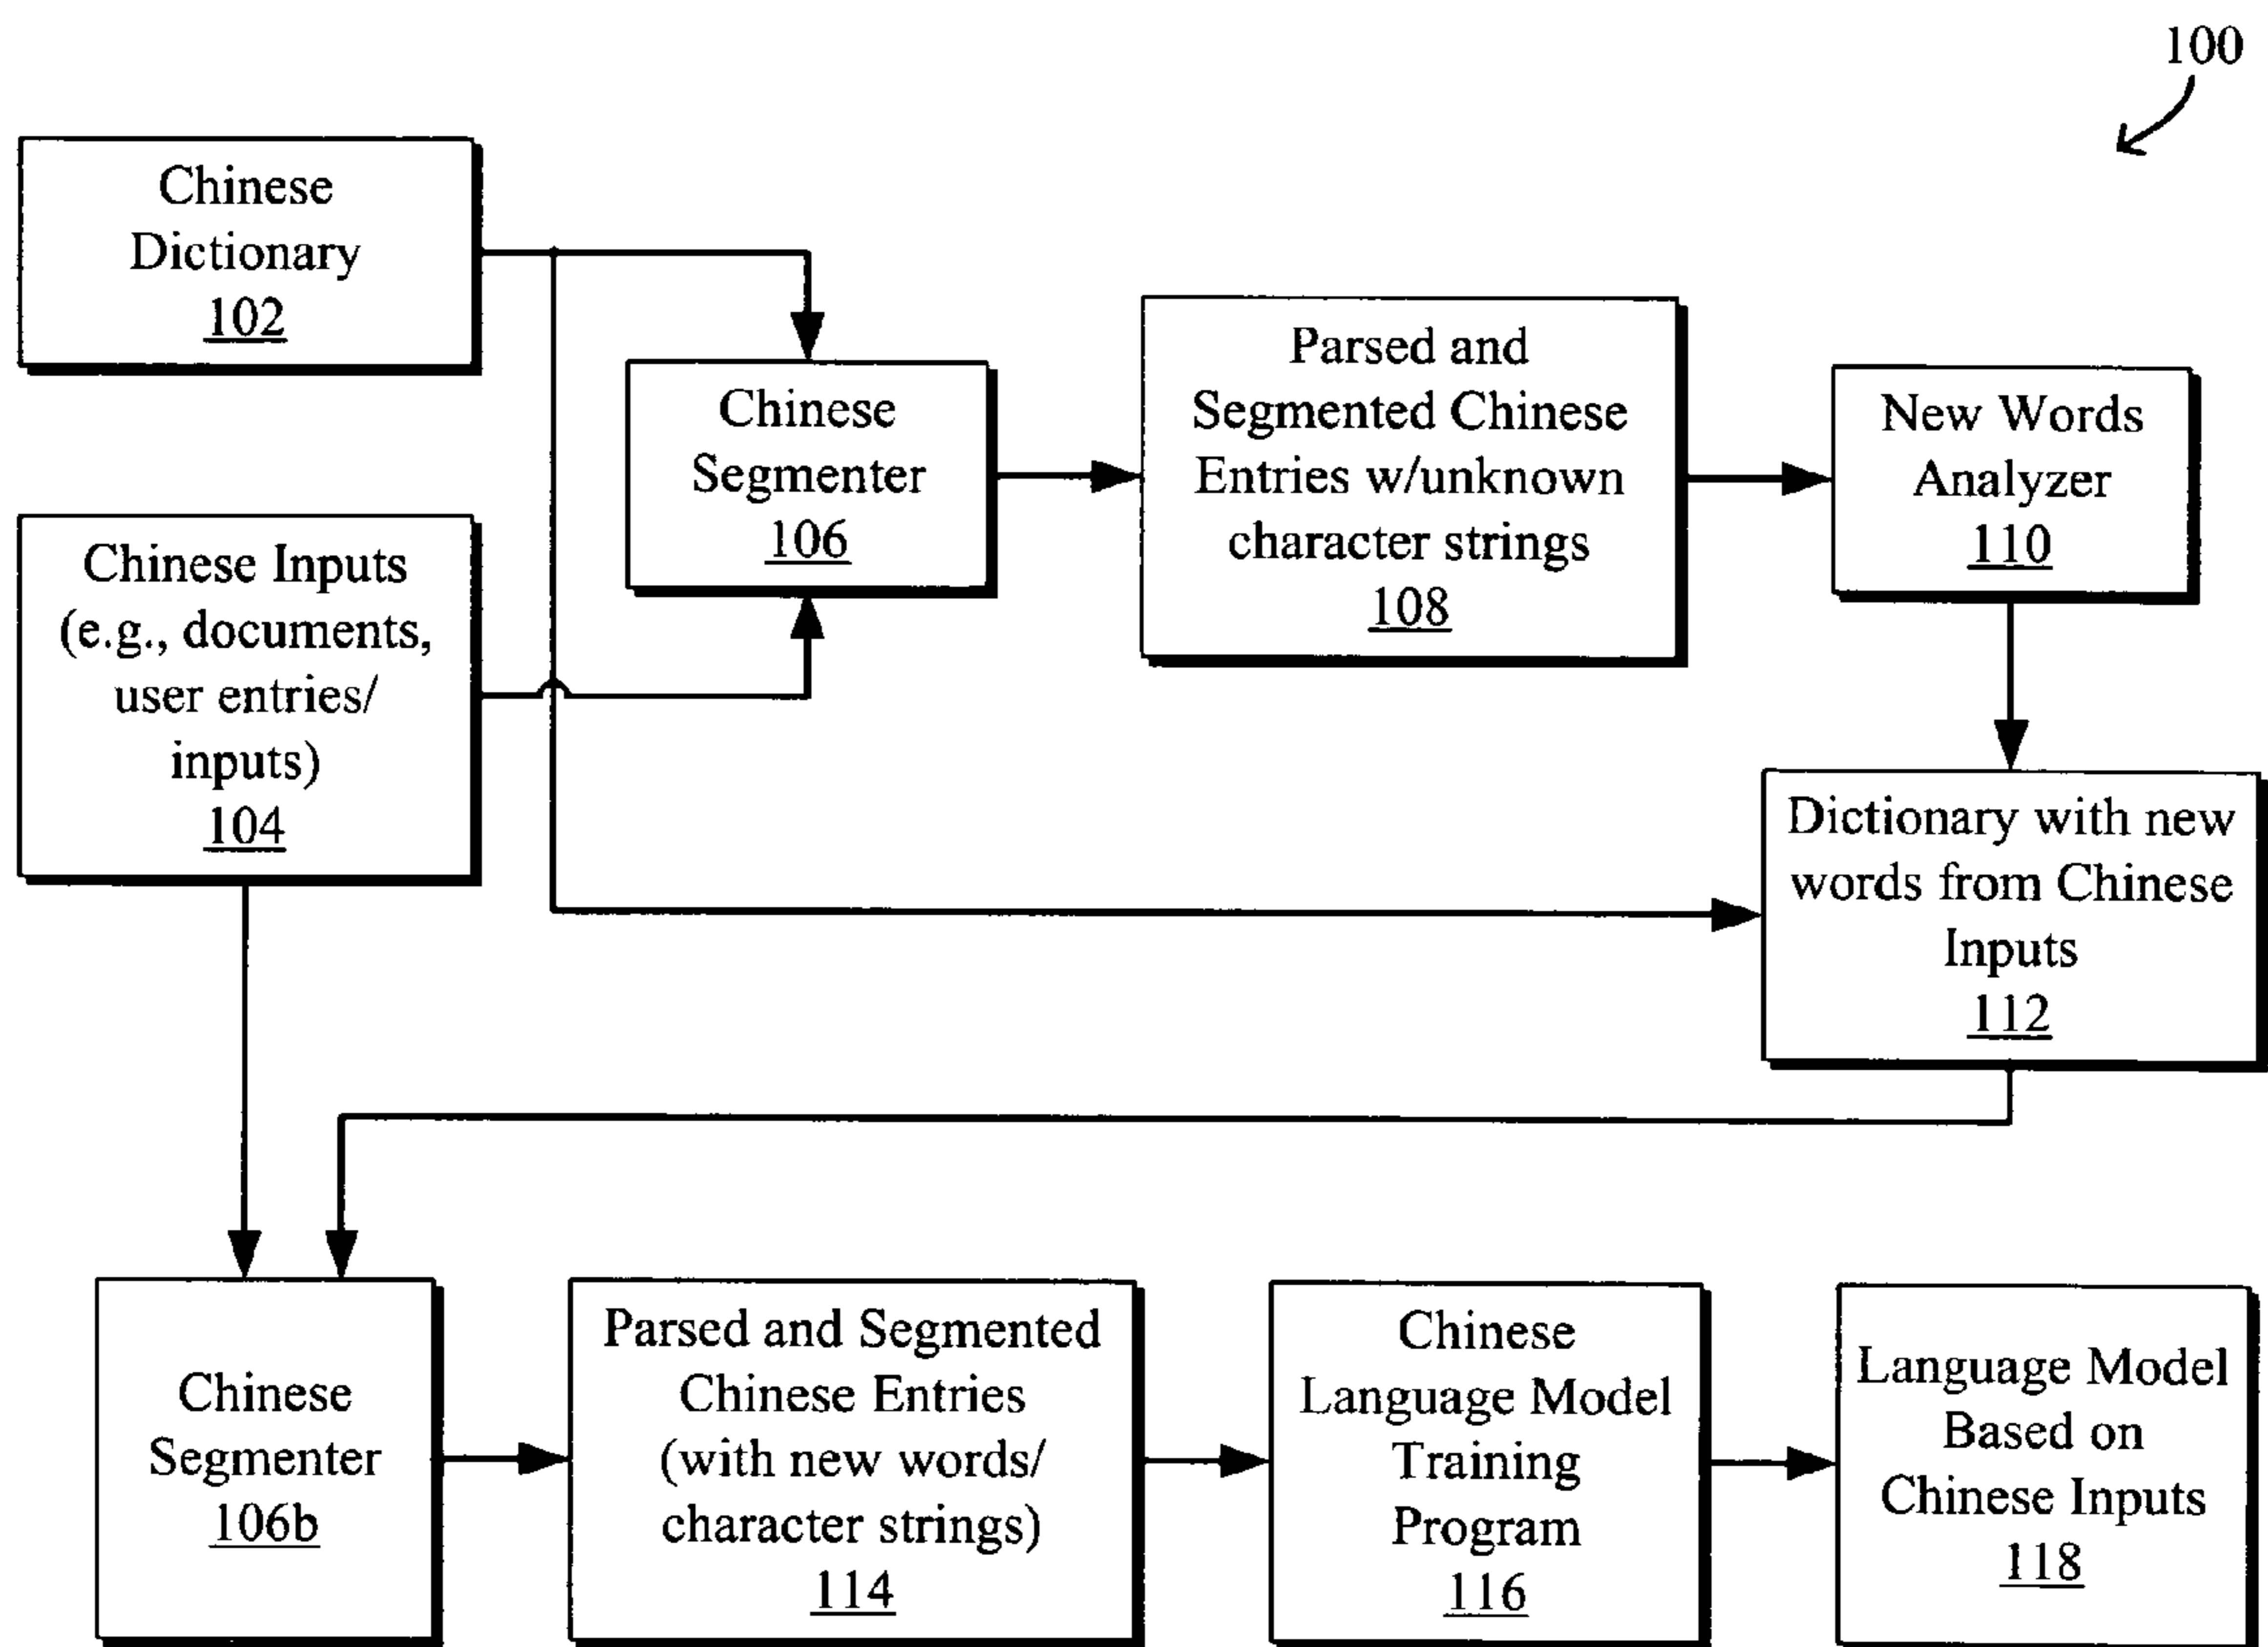 100
Chinese
Dictionary
102
Chinese Inputs
(e.g., documents,
user entries/
inputs)
104
Chinese
Segmenter
106
Parsed and
Segmented Chinese
Entries w/unknown
character strings
108
New Words
Analyzer
110
Dictionary with new
words from Chinese
Inputs
112
Chinese
Segmenter
106b
Parsed and Segmented
Chinese Entries
(with new words/
character strings)
114
Chinese
Language Model
Training
Program
116
Language Model
Based on
Chinese Inputs
118